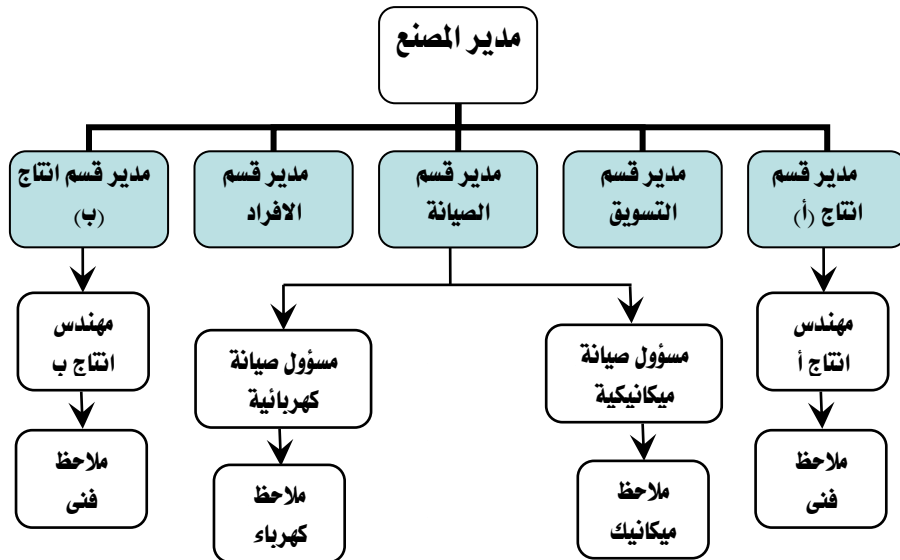 مدير المصنع
مدير قسم
انتاج (أ)
مدير قسم
التسويق
مدير قسم
الصيانة
مدير قسم
الافراد
مدير قسم انتاج
(ب)
مهندس
انتاج أ
مسؤول صيانة
ميكانيكية
مسؤول صيانة
كهربائية
مهندس
انتاج ب
ملاحظ
فنى
ملاحظ
ميكانيك
ملاحظ
كهرباء
ملاحظ
فنى